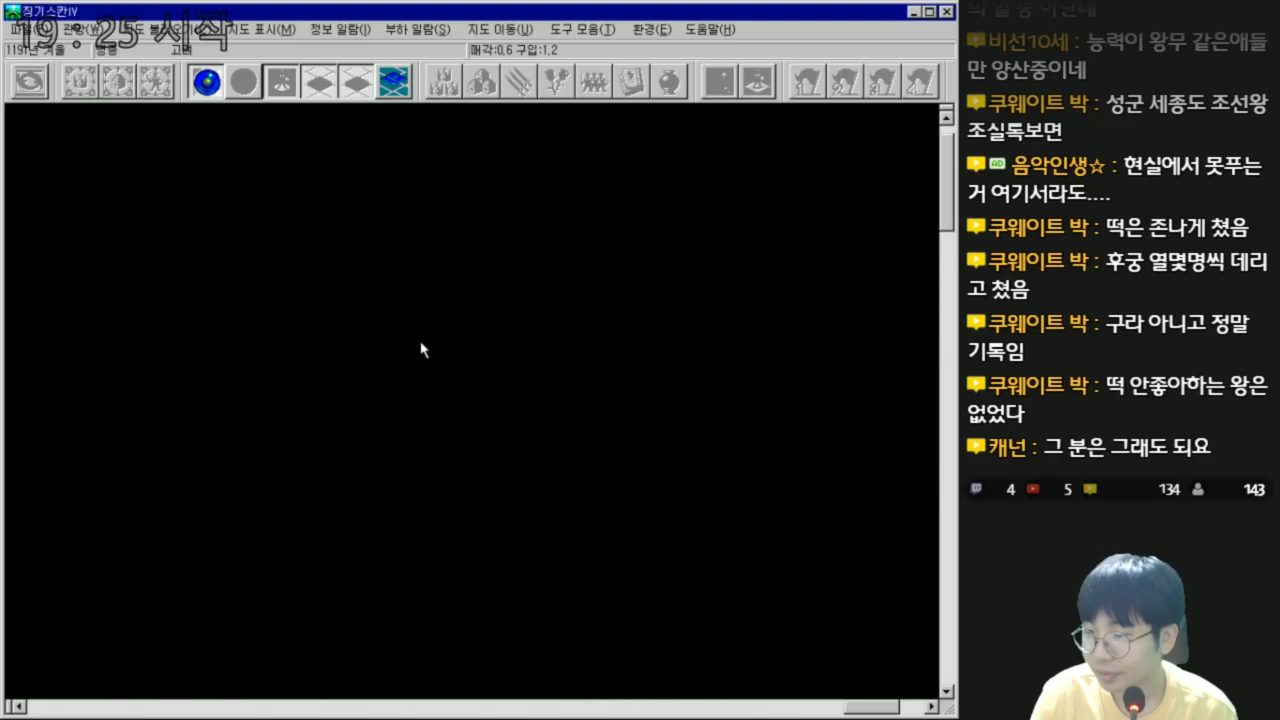 징기스칸Ⅳ
19 : 25 시작
지도 표시(M) 정보 일람(I) 부하 일람(S) 지도 이동(U) 도구 모음(T) 환경(E) 도움말(H)
1191년 겨울 고려 매각:0.6 구입:1.2
비선10세 : 능력이 왕무 같은애들
만 양산중이네
쿠웨이트 박 : 성군 세종도 조선왕
조실톡보면
음악인생☆ : 현실에서 못푸는
거 여기서라도....
쿠웨이트 박 : 떡은 존나게 쳤음
쿠웨이트 박 : 후궁 열몇명씩 데리
고 쳤음
쿠웨이트 박 : 구라 아니고 정말
기톡임
쿠웨이트 박 : 떡 안좋아하는 왕은
없었다
캐넌 : 그 분은 그래도 되요
4 5 134 143